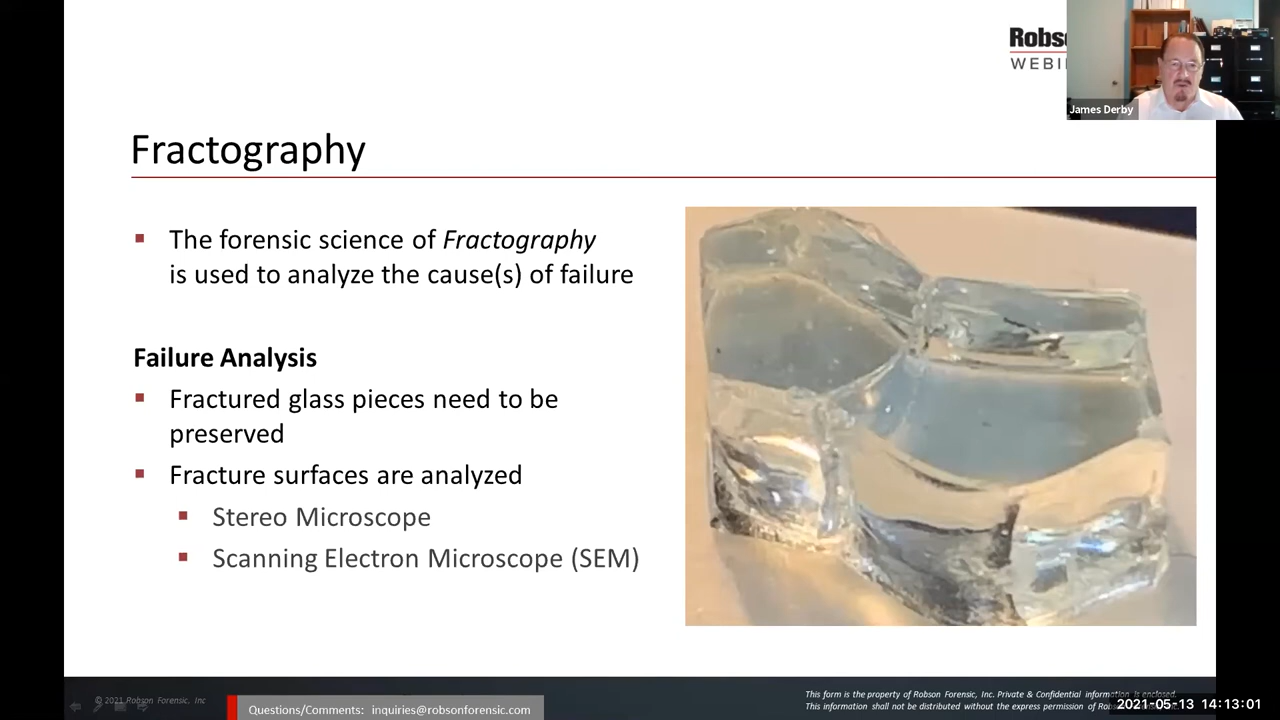 Robs
WEBI
James Derby
Fractography
▪ The forensic science of Fractography
is used to analyze the cause(s) of failure
Failure Analysis
▪ Fractured glass pieces need to be
preserved
▪ Fracture surfaces are analyzed
▪ Stereo Microscope
▪ Scanning Electron Microscope (SEM)
© 2021 Robson Forensic, Inc
Questions/Comments: inquiries@robsonforensic.com
This form is the property of Robson Forensic, Inc. Private & Confidential information is enclosed.
This information shall not be distributed without the express permission of
2021-05-13 14:13:01